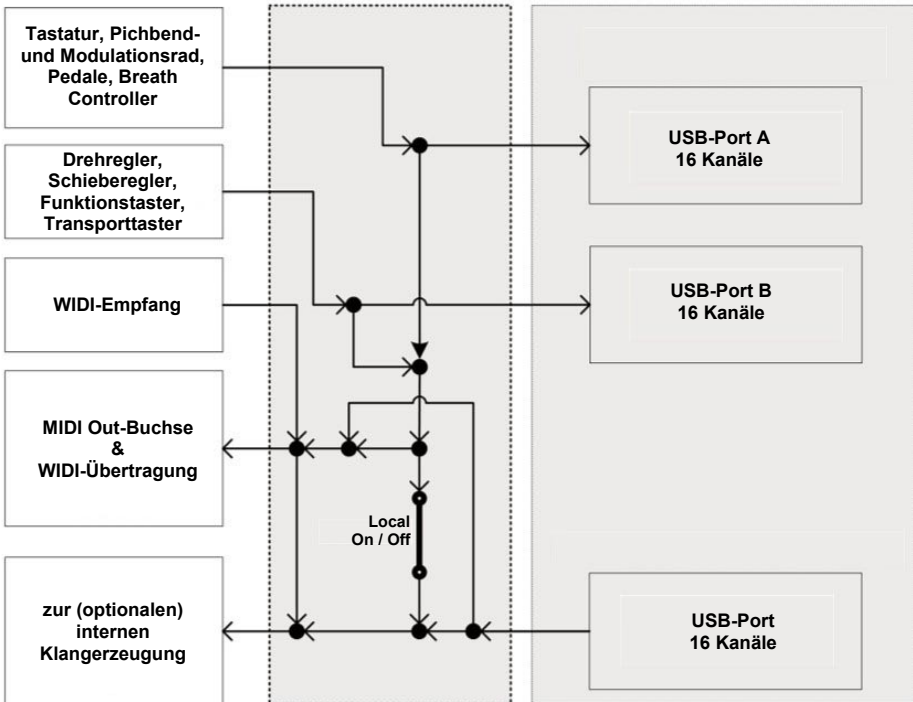 Tastatur, Pichbend-
und Modulationsrad,
Pedale, Breath
Controller
USB-Port A
16 Kanäle
Drehregler,
Schieberegler,
Funktionstaster,
Transporttaster
WIDI-Empfang
USB-Port B
16 Kanäle
MIDI Out-Buchse
&
WIDI-Übertragung
Local
On / Off
zur (optionalen)
internen
Klangerzeugung
USB-Port
16 Kanäle